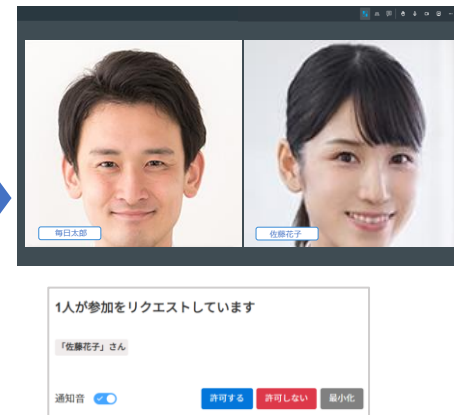 毎日太郎
佐藤花子
1人が参加をリクエストしています
「佐藤花子」さん
通知音
許可する
許可しない
最小化